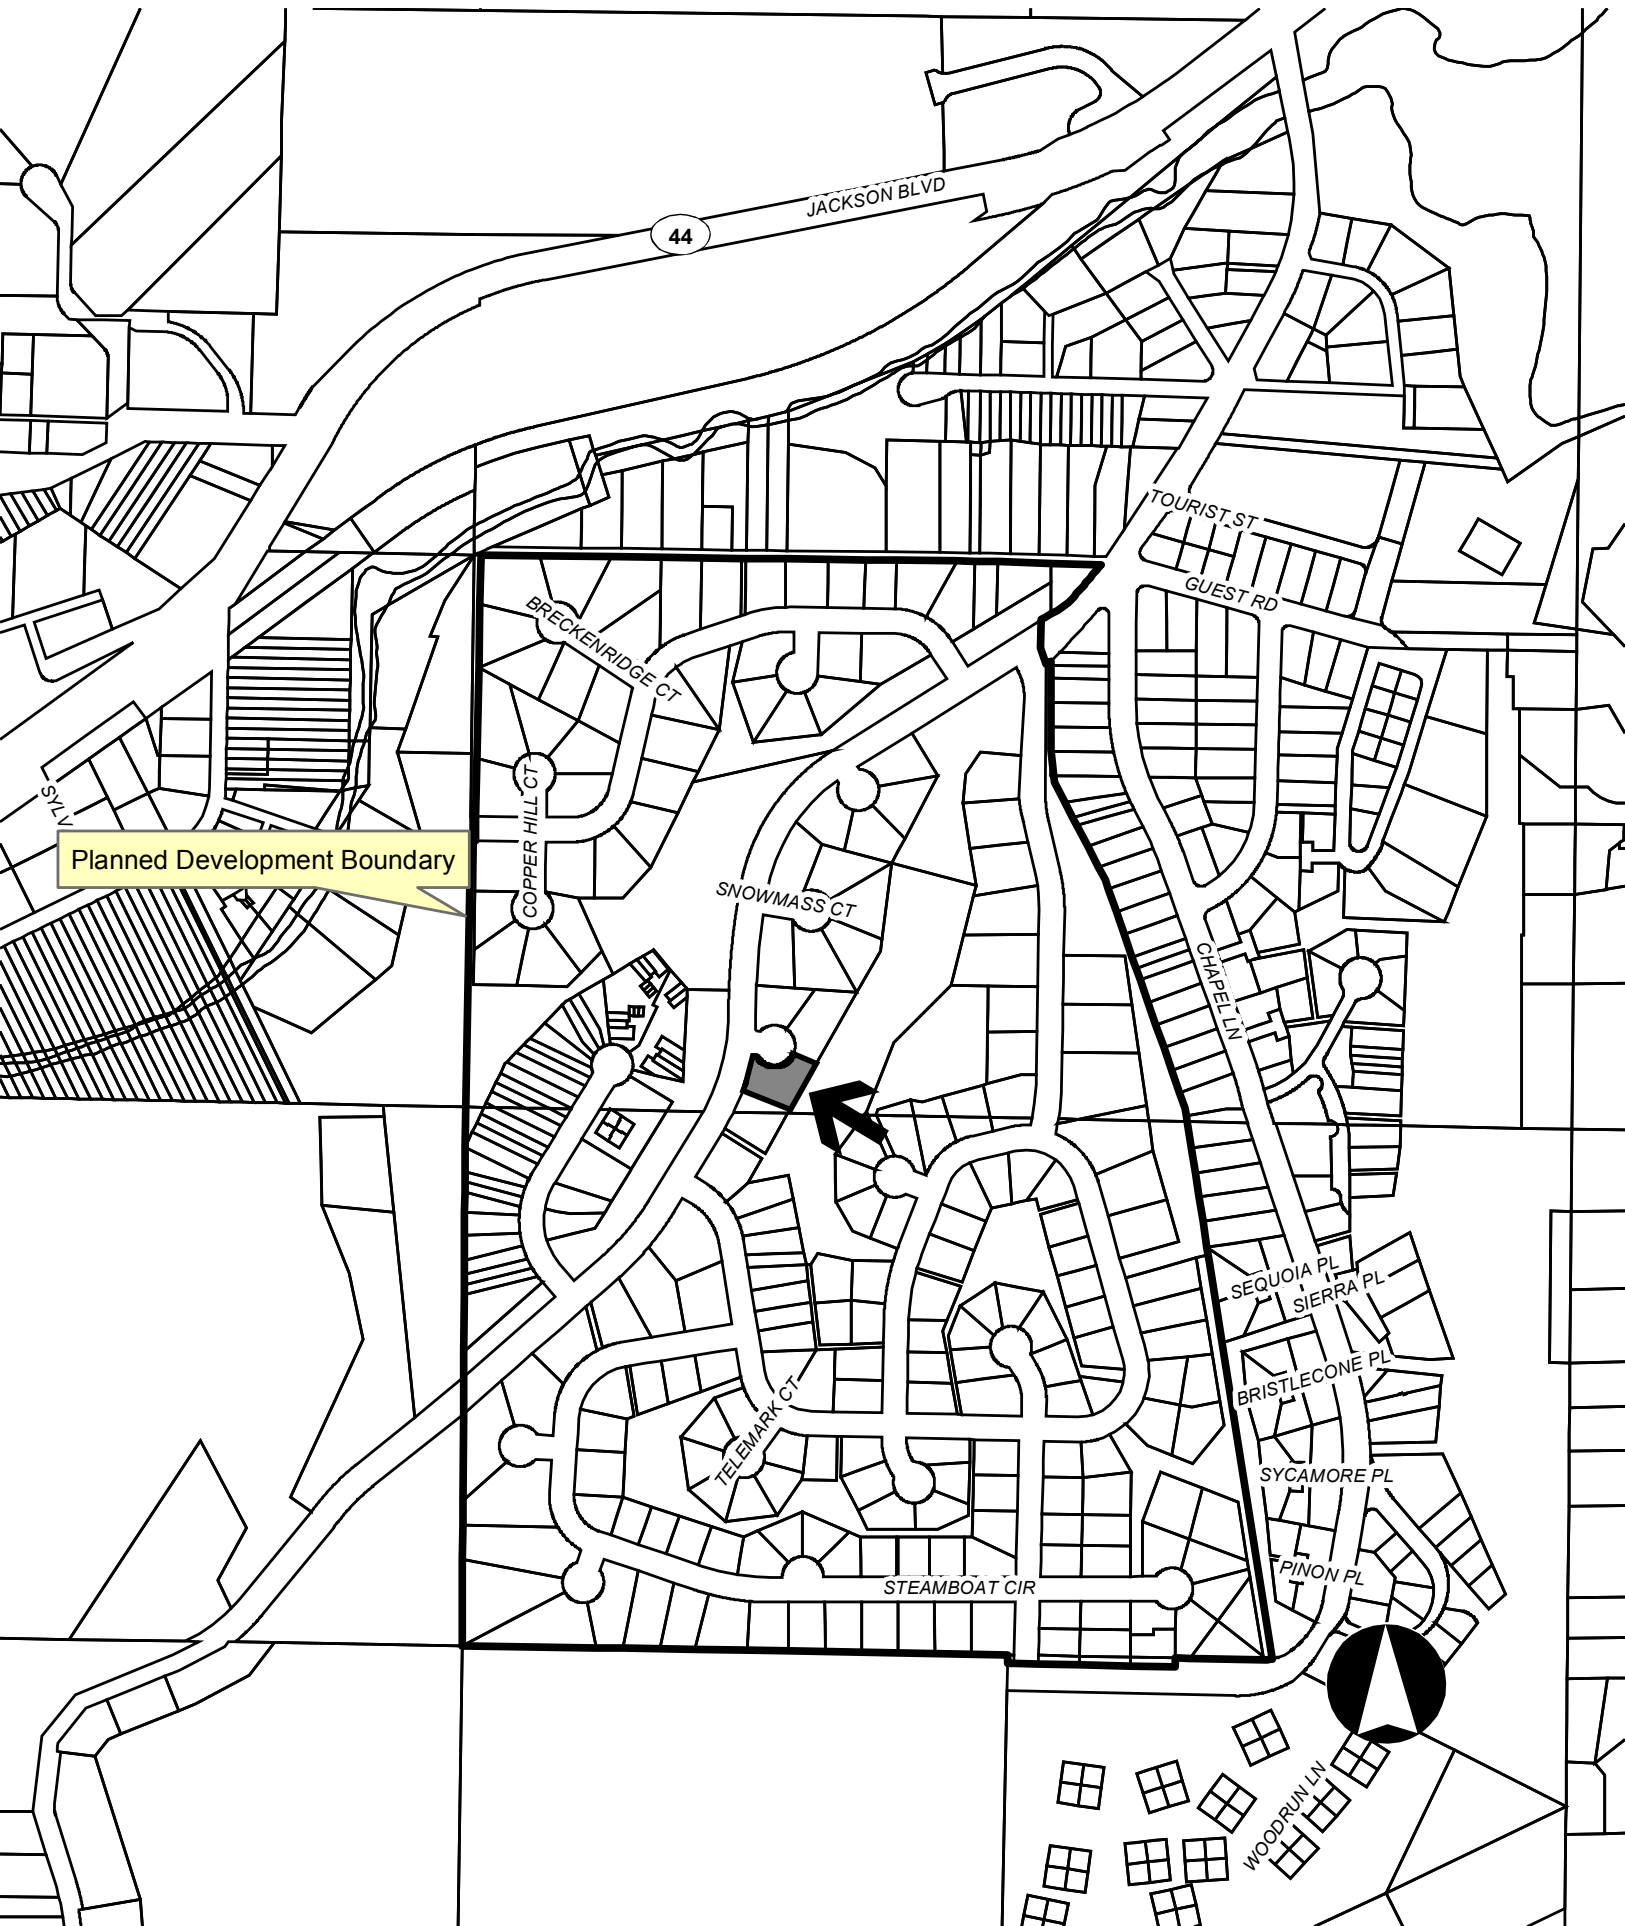 JACKSON BLVD
44
TOURIST ST
GUEST RD
BRECKENRIDGE CT
COPPER HILL CT
SYLV
Planned Development Boundary
SNOWMASS CT
CHAPEL LN
SEQUOIA PL
SIERRA PL
BRISTLECONE PL
TELEMARK CT
SYCAMORE PL
PINON PL
STEAMBOAT CIR
WOODRUN LN